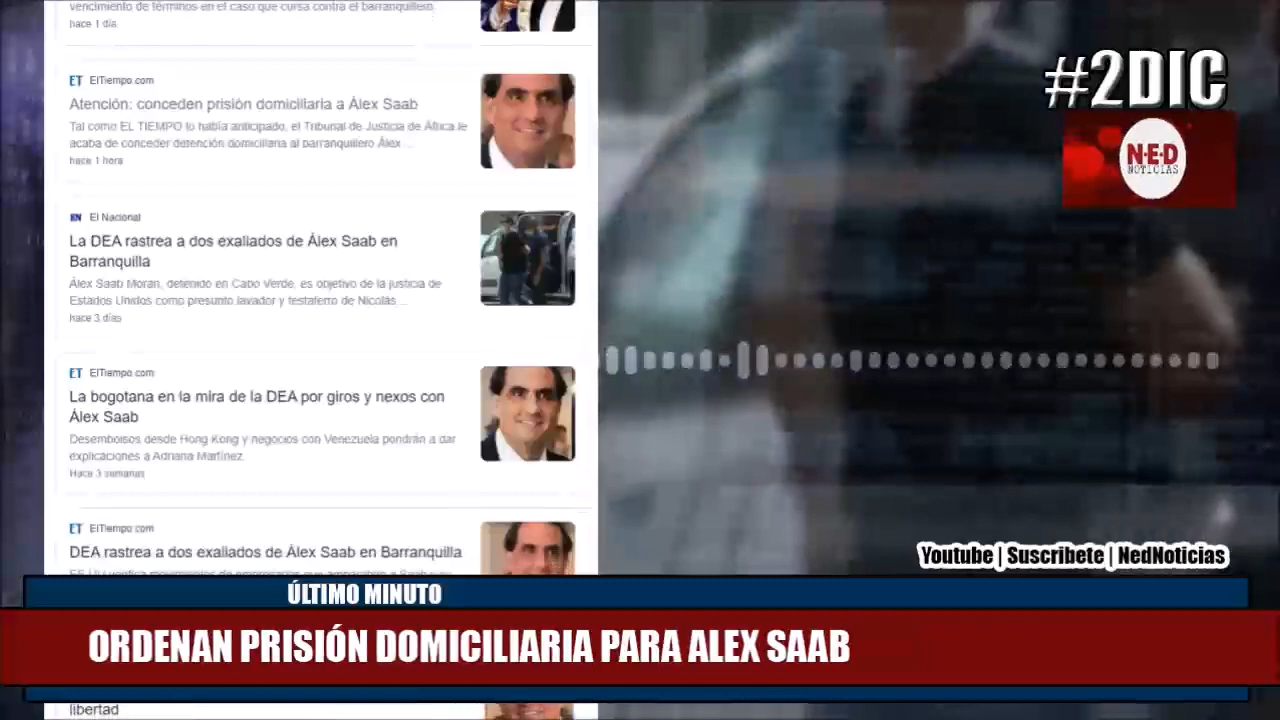 vencimiento de términos en el caso que cursa contra el barranquillero
hace 1 día
ET ElTiempo.com
Atención: conceden prisión domiciliaria a Álex Saab
Tal como EL TIEMPO lo había anticipado, el Tribunal de Justicia de África le
acaba de conceder detención domiciliaria al barranquillero Álex ...
hace 1 hora
EN El Nacional
La DEA rastrea a dos exaliados de Álex Saab en
Barranquilla
Álex Saab Moran, detenido en Cabo Verde, es objetivo de la justicia de
Estados Unidos como presunto lavador y testaferro de Nicolás ...
hace 3 días
ET ElTiempo.com
La bogotana en la mira de la DEA por giros y nexos con
Álex Saab
Desembolsos desde Hong Kong y negocios con Venezuela pondrán a dar
explicaciones a Adriana Martínez.
Hace 3 semanas
ET ElTiempo.com
DEA rastrea a dos exaliados de Álex Saab en Barranquilla
libertad
#2DIC
N·E·D
NOTICIAS
Youtube | Suscribete | NedNoticias
ÚLTIMO MINUTO
ORDENAN PRISIÓN DOMICILIARIA PARA ALEX SAAB